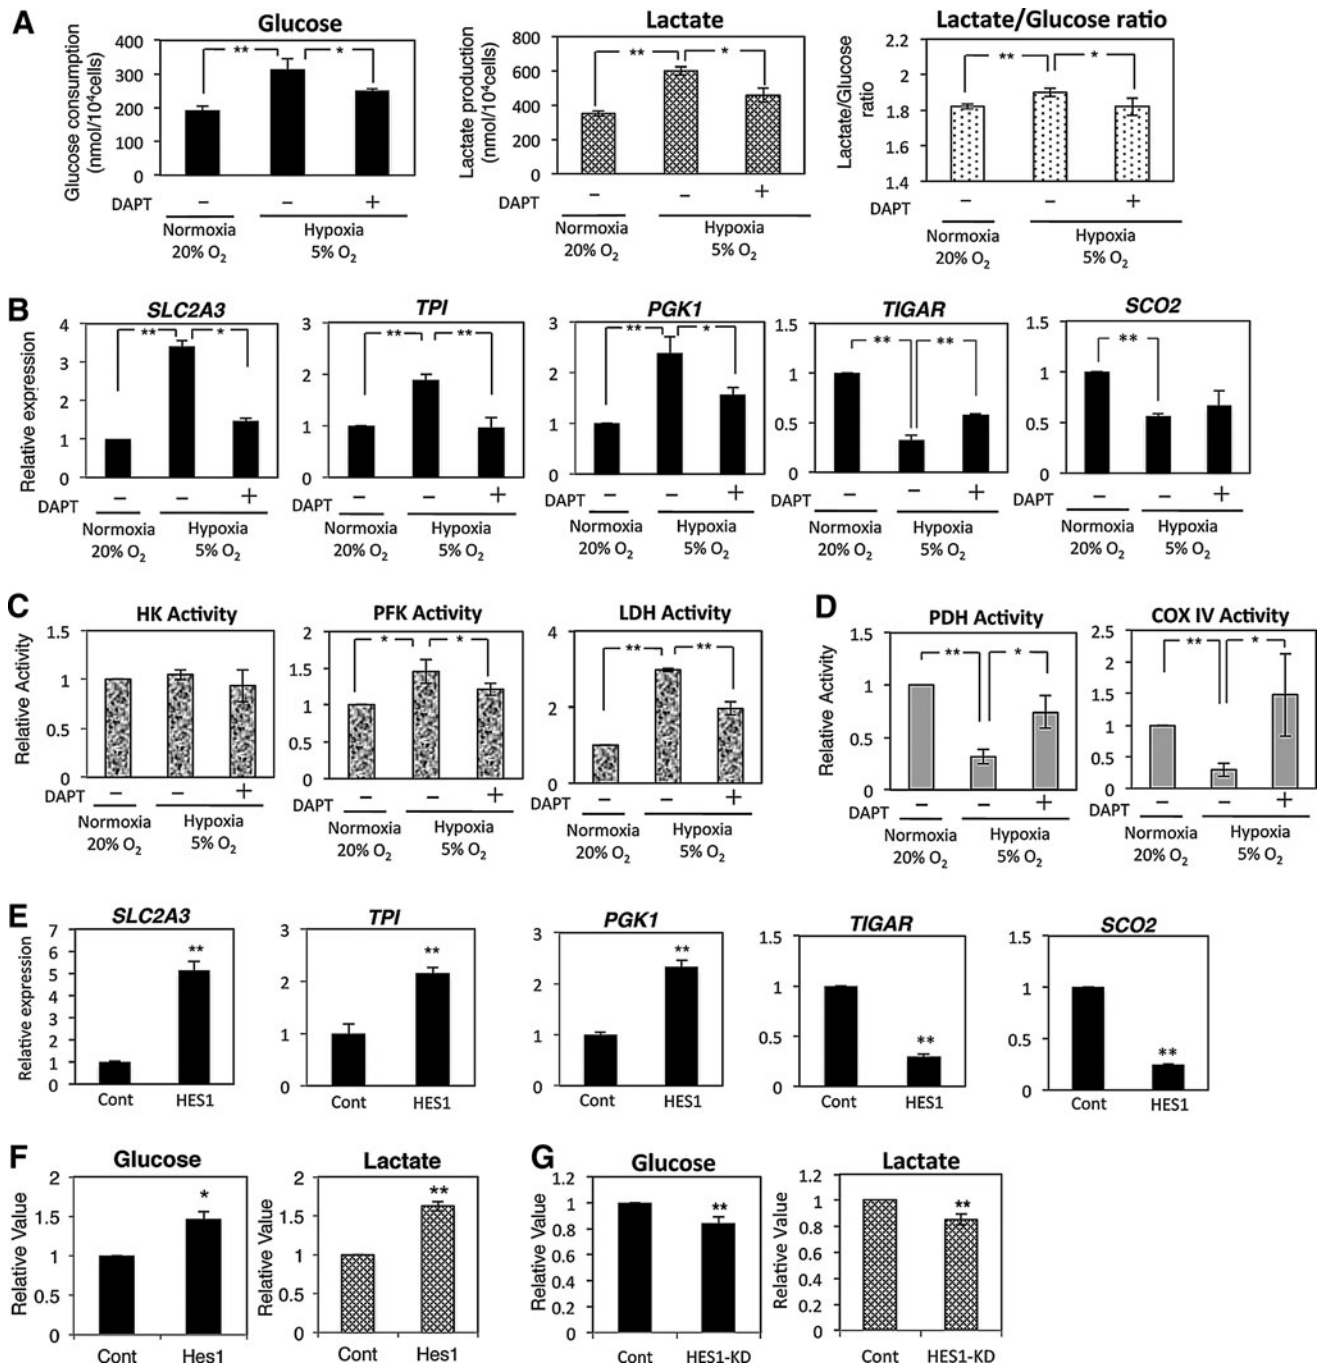 A
Glucose
Glucose consumption
(nmol/10⁴cells)
400
300
200
100
0
** *
DAPT − − +
Normoxia Hypoxia
20% O₂ 5% O₂
Lactate
Lactate production
(nmol/10⁴cells)
800
600
400
200
0
** *
DAPT − − +
Normoxia Hypoxia
20% O₂ 5% O₂
Lactate/Glucose ratio
Lactate/Glucose
ratio
2.2
2
1.8
1.6
1.4
** *
DAPT − − +
Normoxia Hypoxia
20% O₂ 5% O₂
B
SLC2A3
Relative expression
4
3
2
1
0
** *
DAPT − − +
Normoxia Hypoxia
20% O₂ 5% O₂
TPI
3
2
1
0
** **
DAPT − − +
Normoxia Hypoxia
20% O₂ 5% O₂
PGK1
3
2
1
0
** *
DAPT − − +
Normoxia Hypoxia
20% O₂ 5% O₂
TIGAR
1.5
1
0.5
0
** **
DAPT − − +
Normoxia Hypoxia
20% O₂ 5% O₂
SCO2
1.5
1
0.5
0
**
DAPT − − +
Normoxia Hypoxia
20% O₂ 5% O₂
C
HK Activity
Relative Activity
1.5
1
0.5
0
DAPT − − +
Normoxia Hypoxia
20% O₂ 5% O₂
PFK Activity
2
1.5
1
0.5
0
* *
DAPT − − +
Normoxia Hypoxia
20% O₂ 5% O₂
LDH Activity
4
2
0
** **
DAPT − − +
Normoxia Hypoxia
20% O₂ 5% O₂
D
PDH Activity
Relative Activity
1.5
1
0.5
0
** *
DAPT − − +
Normoxia Hypoxia
20% O₂ 5% O₂
COX IV Activity
2.5
2
1.5
1
0.5
0
** *
DAPT − − +
Normoxia Hypoxia
20% O₂ 5% O₂
E
SLC2A3
Relative expression
7
6
5
4
3
2
1
0
**
Cont HES1
TPI
3
2
1
0
**
Cont HES1
PGK1
3
2
1
0
**
Cont HES1
TIGAR
1.5
1
0.5
0
**
Cont HES1
SCO2
1.5
1
0.5
0
**
Cont HES1
F
Glucose
Relative Value
2
1.5
1
0.5
0
*
Cont Hes1
Lactate
Relative Value
2
1.5
1
0.5
0
**
Cont Hes1
G
Glucose
Relative Value
1.2
1
0.8
0.6
0.4
0.2
0
**
Cont HES1-KD
Lactate
Relative Value
1.2
1
0.8
0.6
0.4
0.2
0
**
Cont HES1-KD